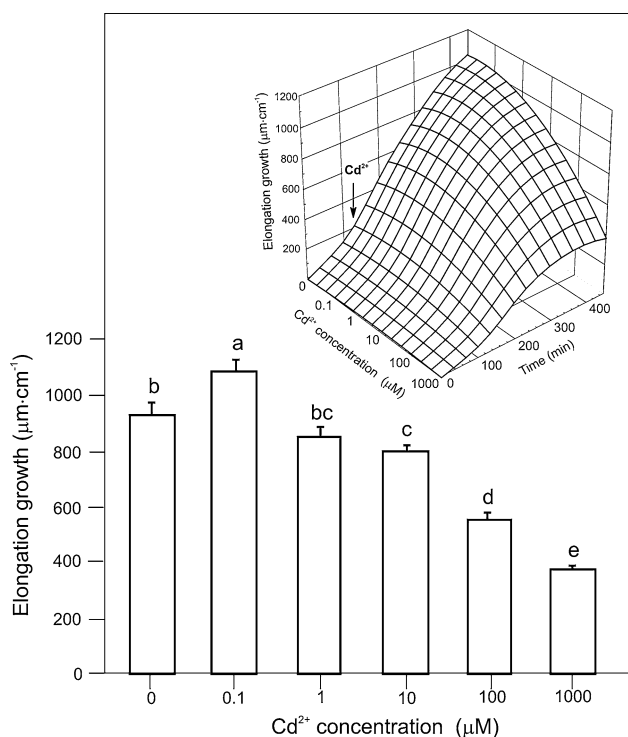 1200
1000
800
600
400
200
0
Elongation growth (μm·cm⁻¹)
Cd²⁺
0
0.1
1
10
100
1000
Cd²⁺ concentration (μM)
0
100
200
300
400
Time (min)
1200
1000
800
600
400
200
0
Elongation growth (μm·cm⁻¹)
b
a
bc
c
d
e
0
0.1
1
10
100
1000
Cd²⁺ concentration (μM)